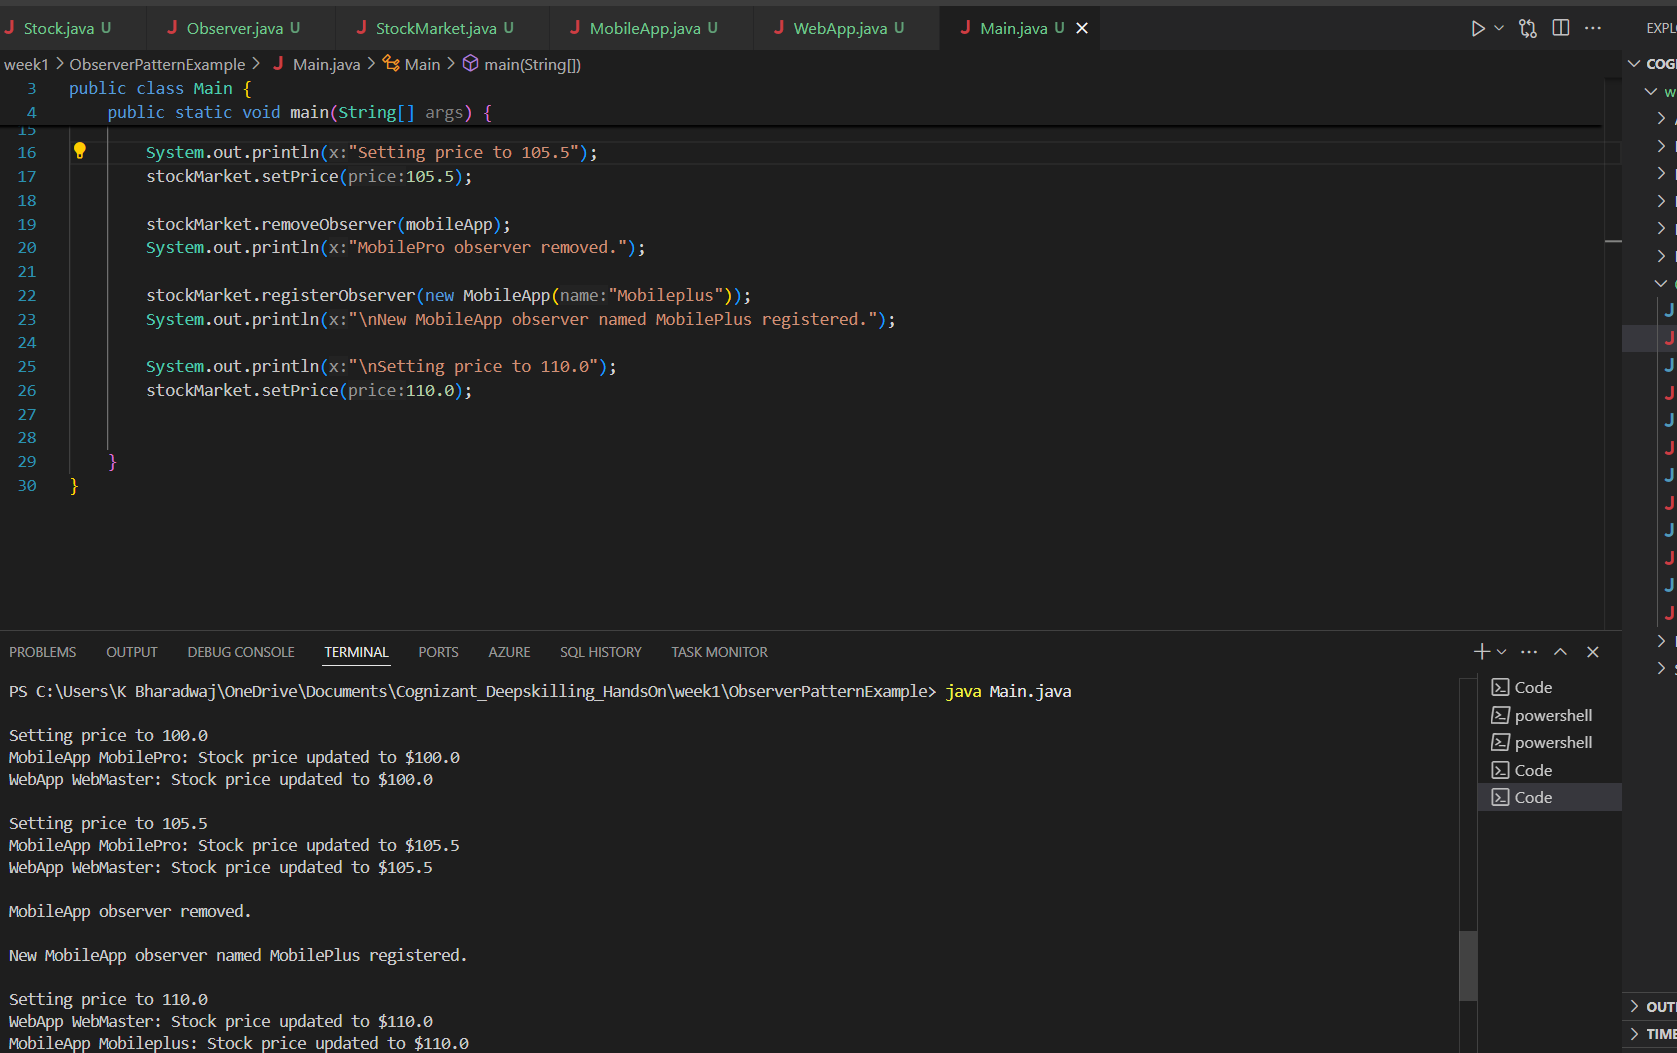 Stock.java U Observer.java U StockMarket.java U MobileApp.java U WebApp.java U Main.java U
week1 > ObserverPatternExample > Main.java > Main > main(String[])
3 public class Main {
4 public static void main(String[] args) {
15
16 System.out.println(x:"Setting price to 105.5");
17 stockMarket.setPrice(price:105.5);
18
19 stockMarket.removeObserver(mobileApp);
20 System.out.println(x:"MobilePro observer removed.");
21
22 stockMarket.registerObserver(new MobileApp(name:"Mobileplus"));
23 System.out.println(x:"\nNew MobileApp observer named MobilePlus registered.");
24
25 System.out.println(x:"\nSetting price to 110.0");
26 stockMarket.setPrice(price:110.0);
27
28
29 }
30 }
PROBLEMS OUTPUT DEBUG CONSOLE TERMINAL PORTS AZURE SQL HISTORY TASK MONITOR
PS C:\Users\K Bharadwaj\OneDrive\Documents\Cognizant_Deepskilling_HandsOn\week1\ObserverPatternExample> java Main.java
Setting price to 100.0
MobileApp MobilePro: Stock price updated to $100.0
WebApp WebMaster: Stock price updated to $100.0
Setting price to 105.5
MobileApp MobilePro: Stock price updated to $105.5
WebApp WebMaster: Stock price updated to $105.5
MobileApp observer removed.
New MobileApp observer named MobilePlus registered.
Setting price to 110.0
WebApp WebMaster: Stock price updated to $110.0
MobileApp Mobileplus: Stock price updated to $110.0
Code
powershell
powershell
Code
Code